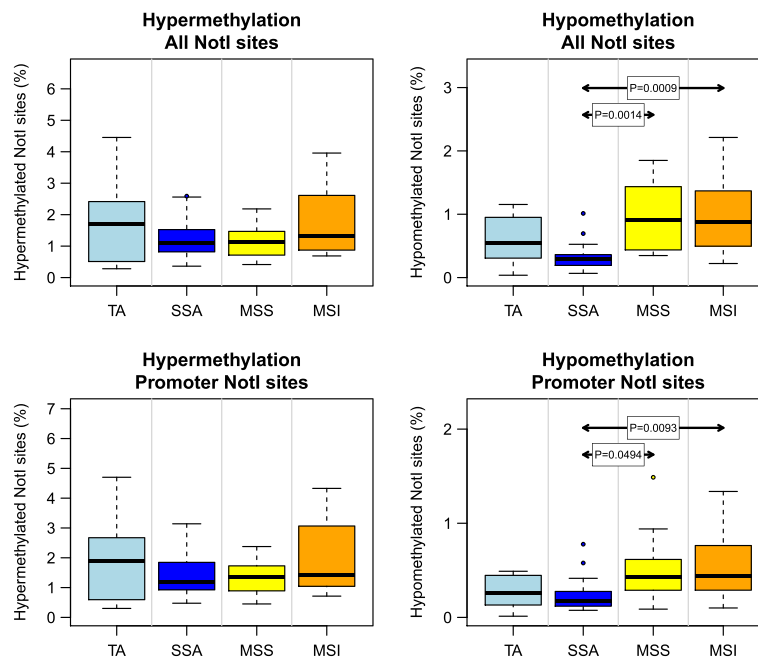 Hypermethylation
All NotI sites
Hypermethylated NotI sites (%)
6
5
4
3
2
1
0
TA SSA MSS MSI
Hypomethylation
All NotI sites
Hypomethylated NotI sites (%)
3
2
1
0
P=0.0009
P=0.0014
TA SSA MSS MSI
Hypermethylation
Promoter NotI sites
Hypermethylated NotI sites (%)
7
6
5
4
3
2
1
0
TA SSA MSS MSI
Hypomethylation
Promoter NotI sites
Hypomethylated NotI sites (%)
2
1
0
P=0.0093
P=0.0494
TA SSA MSS MSI